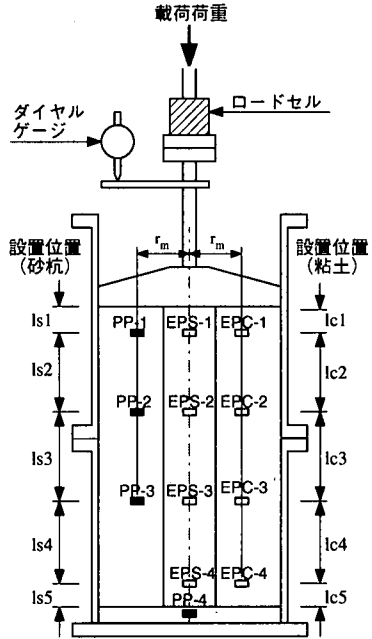 載荷荷重
ロードセル
ダイヤル
ゲージ
rm rm
設置位置
(砂杭)
設置位置
(粘土)
ls1 PP-1 EPS-1 EPC-1 lc1
ls2 lc2
PP-2 EPS-2 EPC-2
ls3 lc3
PP-3 EPS-3 EPC-3
ls4 lc4
EPS-4 EPC-4
ls5 PP-4 lc5